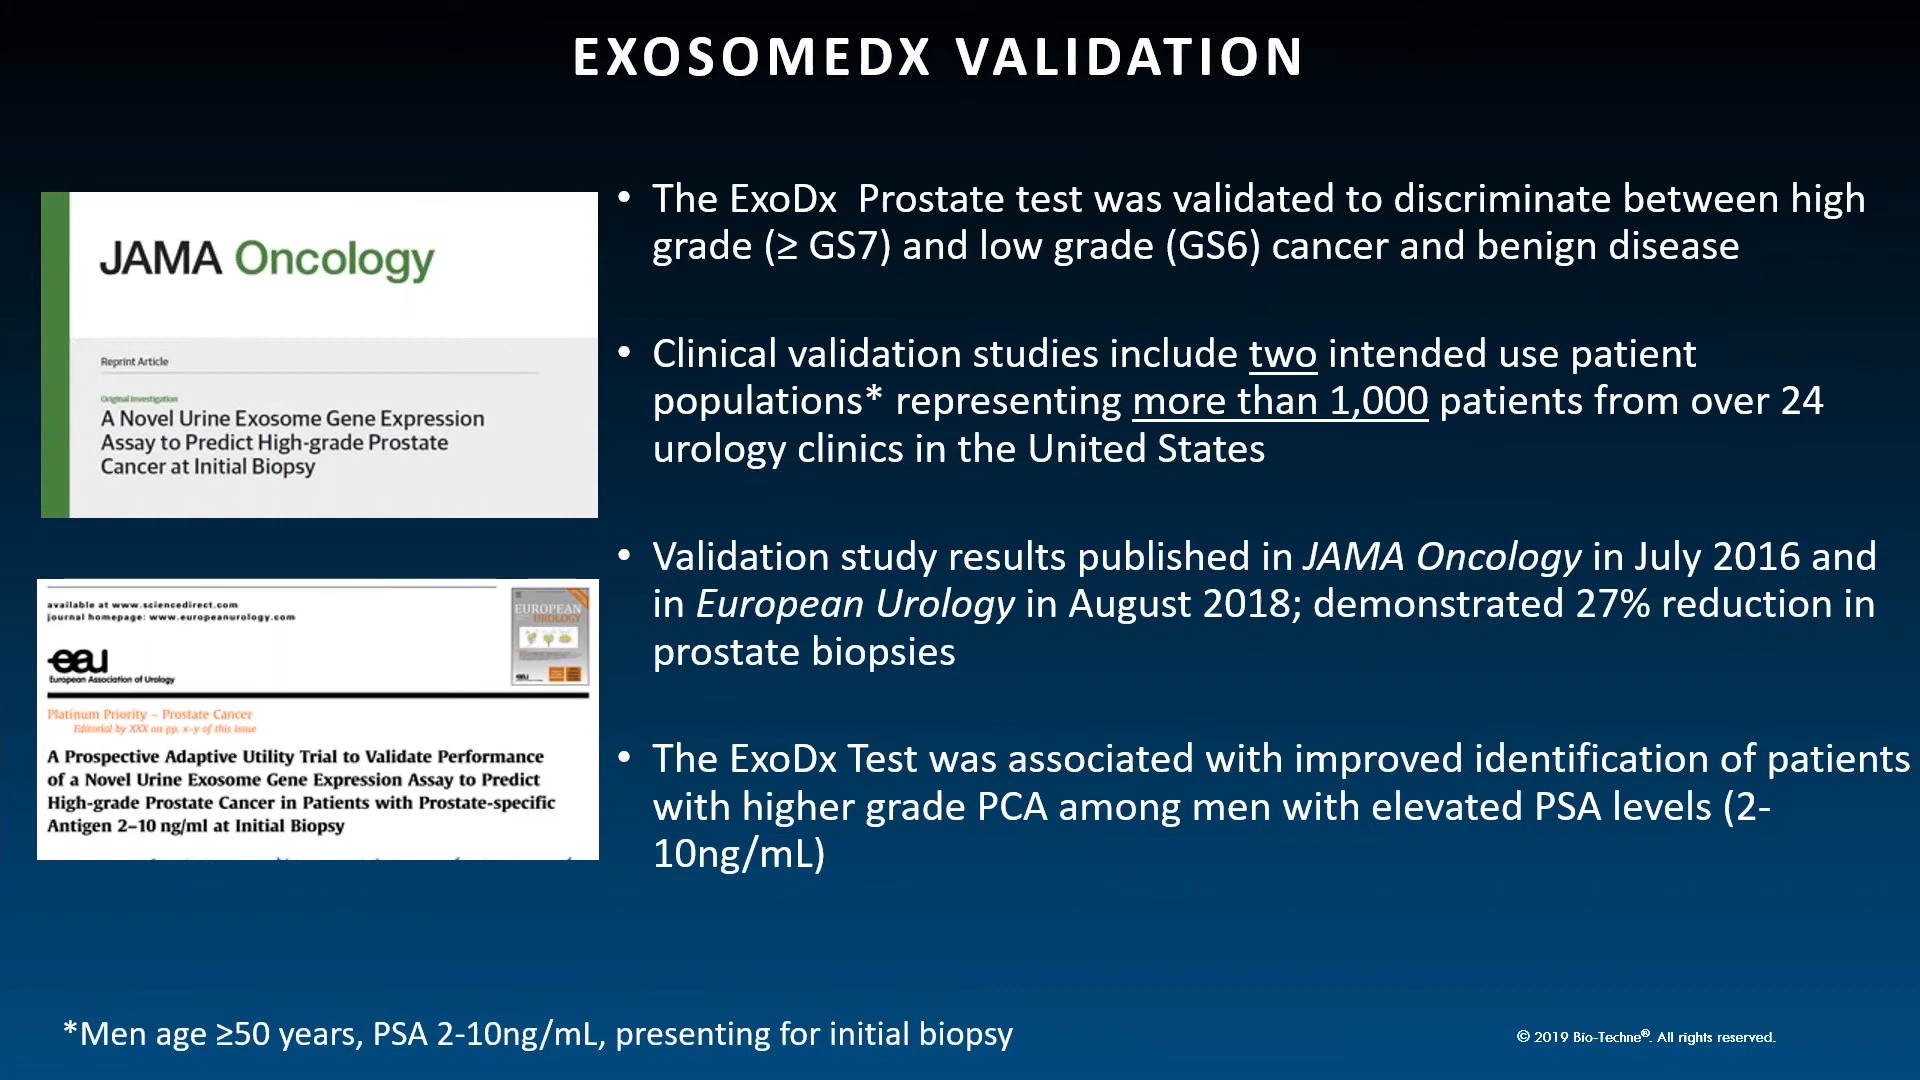 EXOSOMEDX VALIDATION
JAMA Oncology
Reprint Article
Original Investigation
A Novel Urine Exosome Gene Expression
Assay to Predict High-grade Prostate
Cancer at Initial Biopsy
available at www.sciencedirect.com
journal homepage: www.europeanurology.com
EUROPEAN
UROLOGY
eau
European Association of Urology
Platinum Priority – Prostate Cancer
Editorial by XXX on pp. x–y of this issue
A Prospective Adaptive Utility Trial to Validate Performance
of a Novel Urine Exosome Gene Expression Assay to Predict
High-grade Prostate Cancer in Patients with Prostate-specific
Antigen 2–10 ng/ml at Initial Biopsy
• The ExoDx  Prostate test was validated to discriminate between high
grade (≥ GS7) and low grade (GS6) cancer and benign disease
• Clinical validation studies include two intended use patient
populations* representing more than 1,000 patients from over 24
urology clinics in the United States
• Validation study results published in JAMA Oncology in July 2016 and
in European Urology in August 2018; demonstrated 27% reduction in
prostate biopsies
• The ExoDx Test was associated with improved identification of patients
with higher grade PCA among men with elevated PSA levels (2-
10ng/mL)
*Men age ≥50 years, PSA 2-10ng/mL, presenting for initial biopsy
© 2019 Bio-Techne®. All rights reserved.